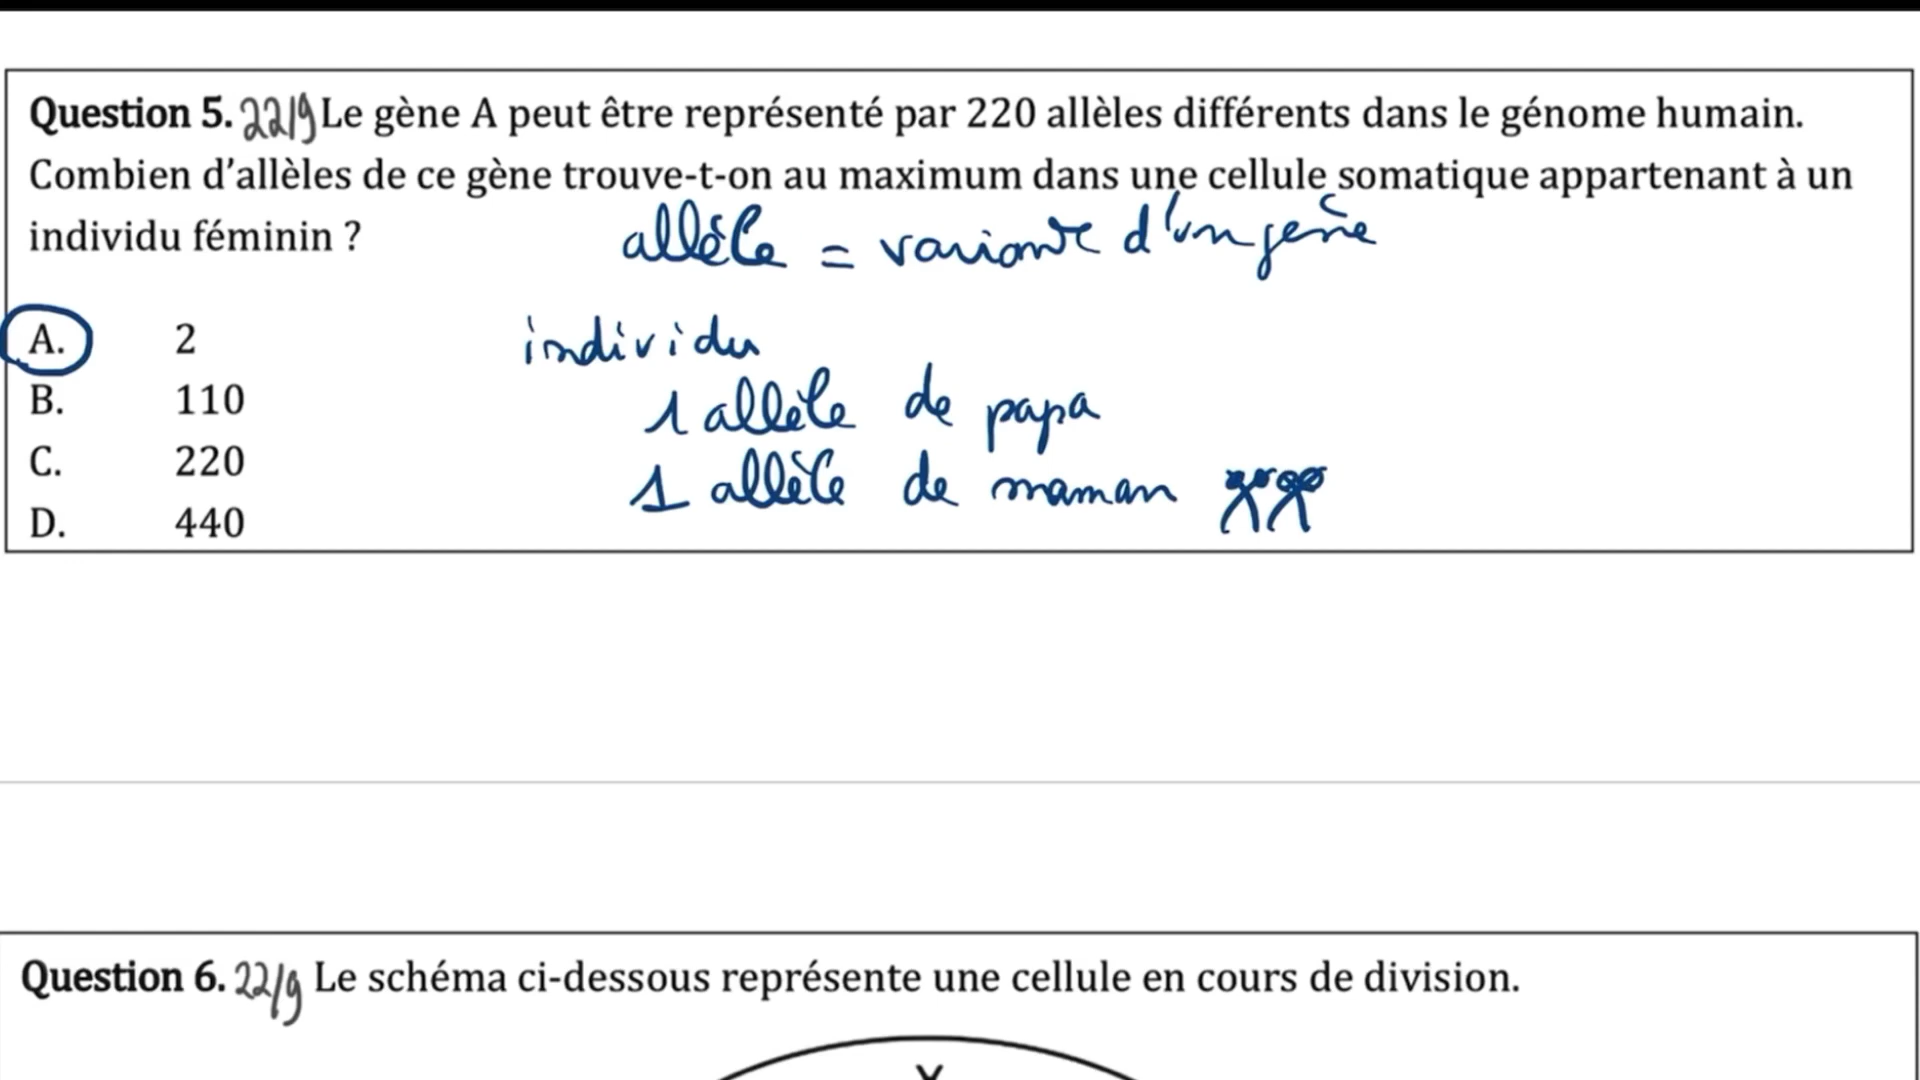 Question 5. 22/9 Le gène A peut être représenté par 220 allèles différents dans le génome humain.
Combien d'allèles de ce gène trouve-t-on au maximum dans une cellule somatique appartenant à un
individu féminin ?
allèle = variante d'un gène
A. 2
B. 110
C. 220
D. 440
individu
1 allèle de papa
1 allèle de maman
Question 6. 22/9 Le schéma ci-dessous représente une cellule en cours de division.